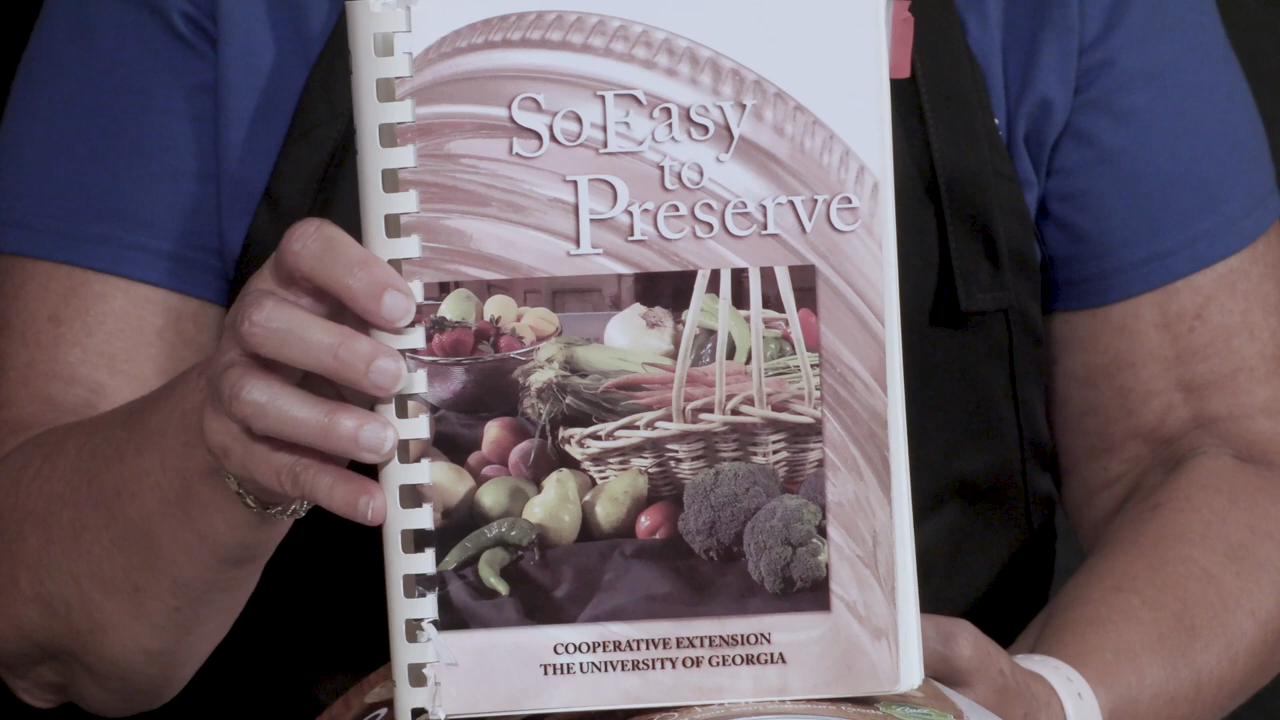 So Easy
to
Preserve
COOPERATIVE EXTENSION
THE UNIVERSITY OF GEORGIA